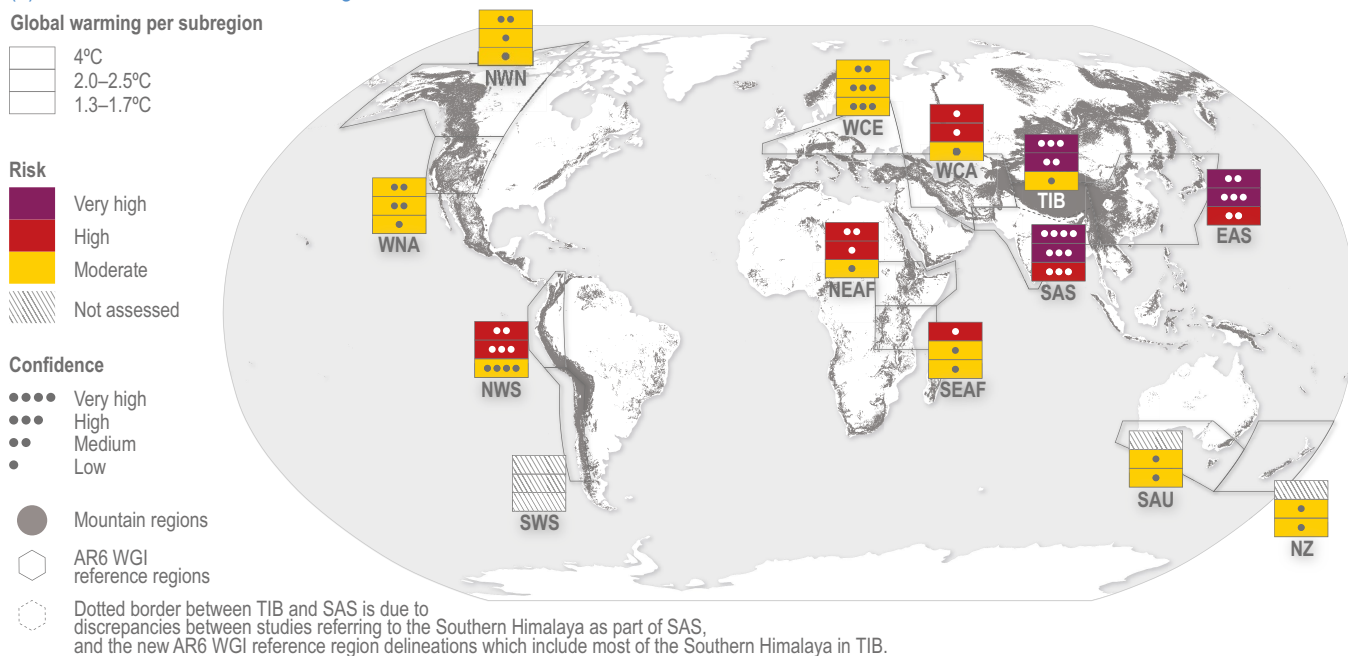 Global warming per subregion
4ºC
2.0–2.5ºC
1.3–1.7ºC
Risk
Very high
High
Moderate
Not assessed
Confidence
Very high
High
Medium
Low
Mountain regions
AR6 WGI
reference regions
Dotted border between TIB and SAS is due to
discrepancies between studies referring to the Southern Himalaya as part of SAS,
and the new AR6 WGI reference region delineations which include most of the Southern Himalaya in TIB.
NWN
WCE
WCA
TIB
EAS
WNA
NEAF
SAS
NWS
SEAF
SAU
SWS
NZ